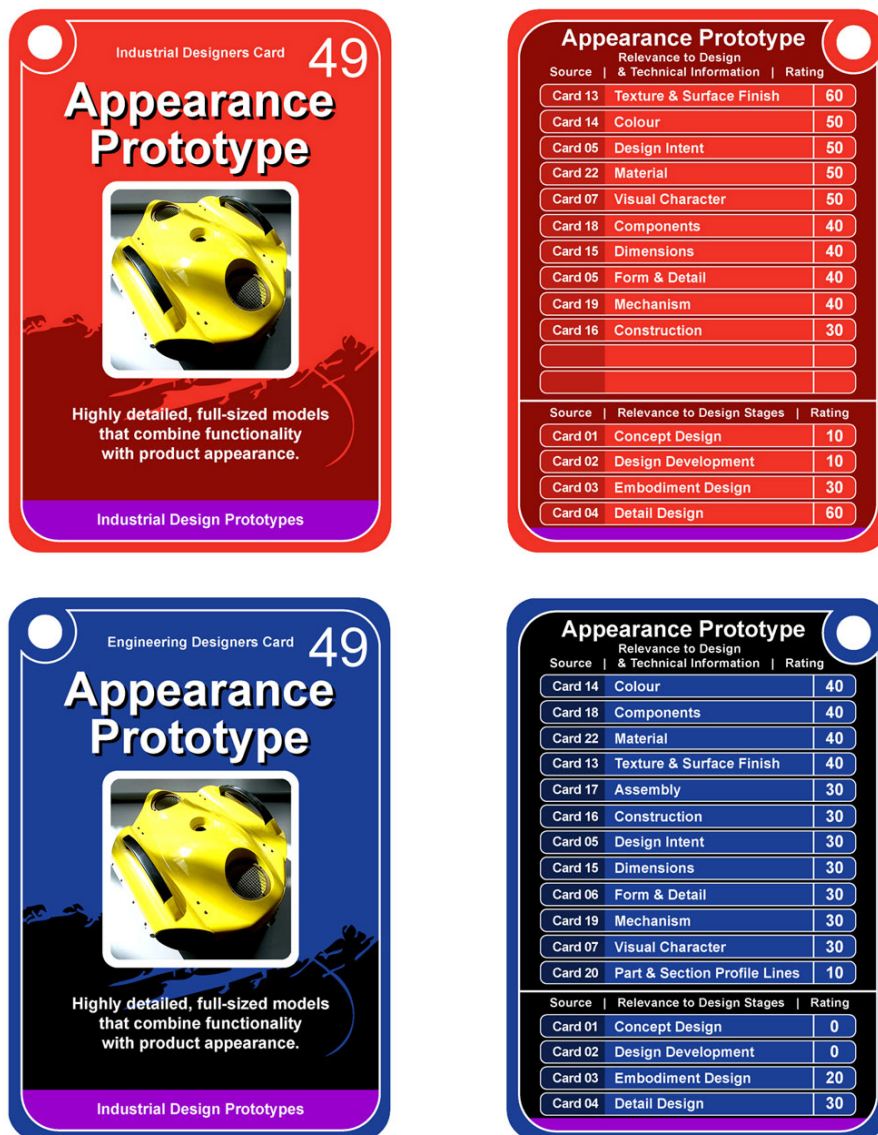 Industrial Designers Card 49
Appearance
Prototype
Highly detailed, full-sized models
that combine functionality
with product appearance.
Industrial Design Prototypes
Appearance Prototype
Relevance to Design
Source | & Technical Information | Rating
Card 13 Texture & Surface Finish 60
Card 14 Colour 50
Card 05 Design Intent 50
Card 22 Material 50
Card 07 Visual Character 50
Card 18 Components 40
Card 15 Dimensions 40
Card 05 Form & Detail 40
Card 19 Mechanism 40
Card 16 Construction 30
Source | Relevance to Design Stages | Rating
Card 01 Concept Design 10
Card 02 Design Development 10
Card 03 Embodiment Design 30
Card 04 Detail Design 60
Engineering Designers Card 49
Appearance
Prototype
Highly detailed, full-sized models
that combine functionality
with product appearance.
Industrial Design Prototypes
Appearance Prototype
Relevance to Design
Source | & Technical Information | Rating
Card 14 Colour 40
Card 18 Components 40
Card 22 Material 40
Card 13 Texture & Surface Finish 40
Card 17 Assembly 30
Card 16 Construction 30
Card 05 Design Intent 30
Card 15 Dimensions 30
Card 06 Form & Detail 30
Card 19 Mechanism 30
Card 07 Visual Character 30
Card 20 Part & Section Profile Lines 10
Source | Relevance to Design Stages | Rating
Card 01 Concept Design 0
Card 02 Design Development 0
Card 03 Embodiment Design 20
Card 04 Detail Design 30